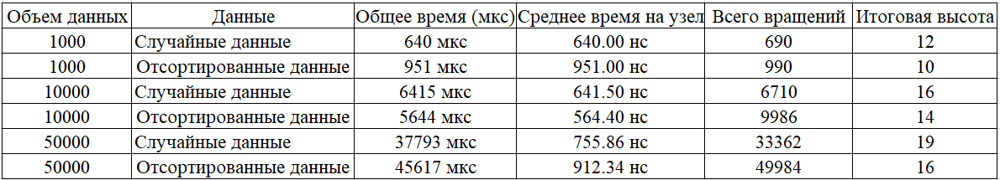 Объем данных Данные Общее время (мкс) Среднее время на узел Всего вращений Итоговая высота
1000 Случайные данные 640 мкс 640.00 нс 690 12
1000 Отсортированные данные 951 мкс 951.00 нс 990 10
10000 Случайные данные 6415 мкс 641.50 нс 6710 16
10000 Отсортированные данные 5644 мкс 564.40 нс 9986 14
50000 Случайные данные 37793 мкс 755.86 нс 33362 19
50000 Отсортированные данные 45617 мкс 912.34 нс 49984 16